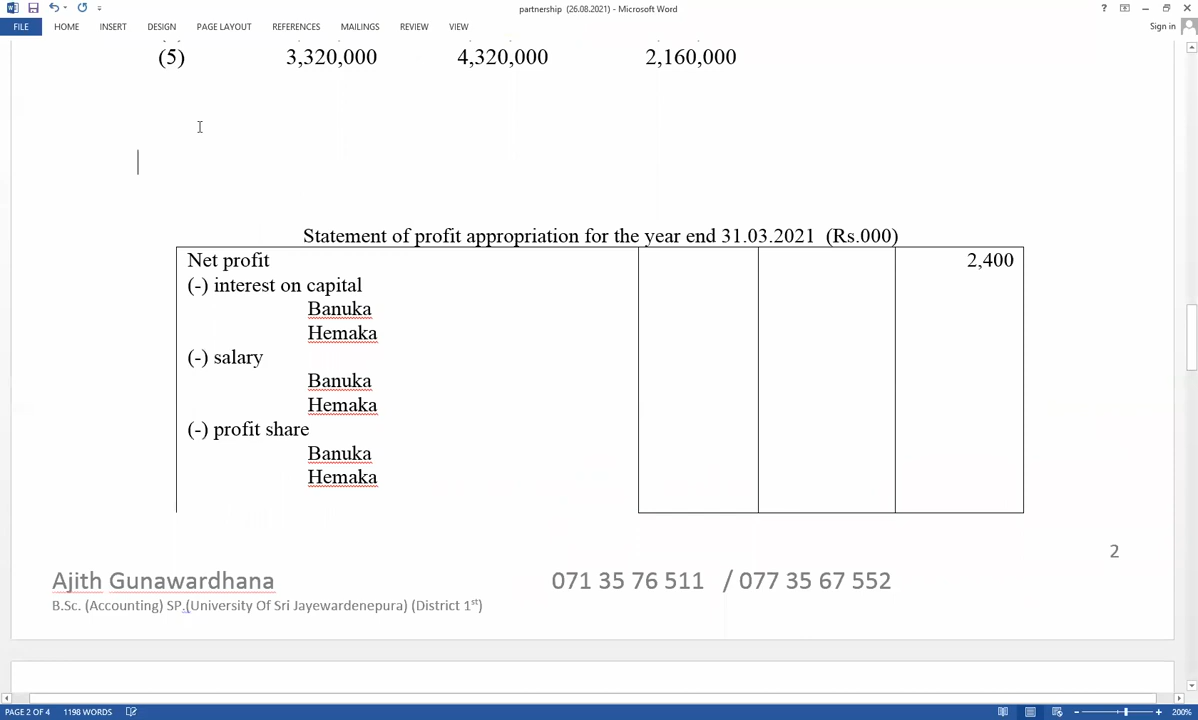 partnership (26.08.2021) - Microsoft Word
FILE HOME INSERT DESIGN PAGE LAYOUT REFERENCES MAILINGS REVIEW VIEW Sign in
(5) 3,320,000 4,320,000 2,160,000
Statement of profit appropriation for the year end 31.03.2021 (Rs.000)
Net profit 2,400
(-) interest on capital
Banuka
Hemaka
(-) salary
Banuka
Hemaka
(-) profit share
Banuka
Hemaka
2
Ajith Gunawardhana 071 35 76 511 / 077 35 67 552
B.Sc. (Accounting) SP.(University Of Sri Jayewardenepura) (District 1st)
PAGE 2 OF 4 1198 WORDS 200%